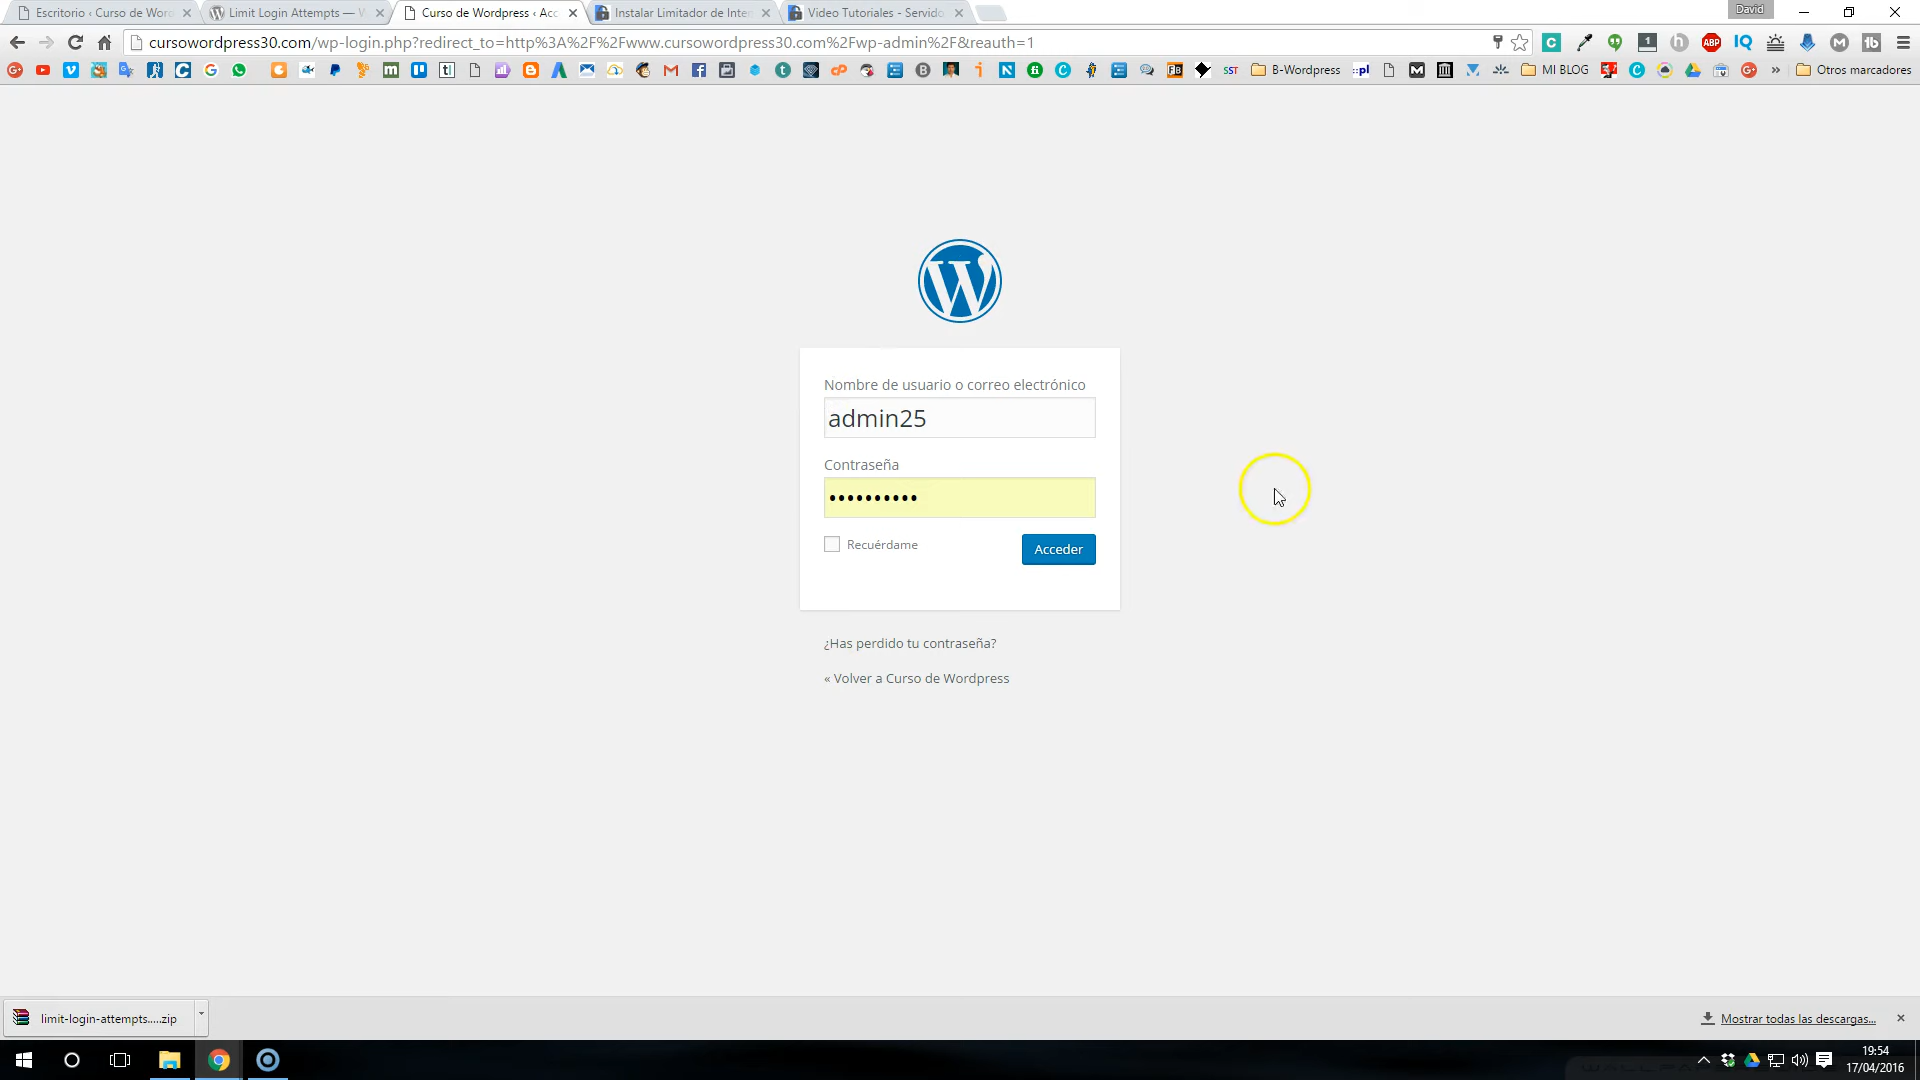 Escritorio ‹ Curso de Wor
Limit Login Attempts —
Curso de Wordpress ‹ Acc
Instalar Limitador de Inter
Video Tutoriales - Servido
David
cursowordpress30.com/wp-login.php?redirect_to=http%3A%2F%2Fwww.cursowordpress30.com%2Fwp-admin%2F&reauth=1
B-Wordpress
MI BLOG
Otros marcadores
Nombre de usuario o correo electrónico
admin25
Contraseña
••••••••••
Recuérdame
Acceder
¿Has perdido tu contraseña?
« Volver a Curso de Wordpress
limit-login-attempts.....zip
Mostrar todas las descargas...
19:54
17/04/2016